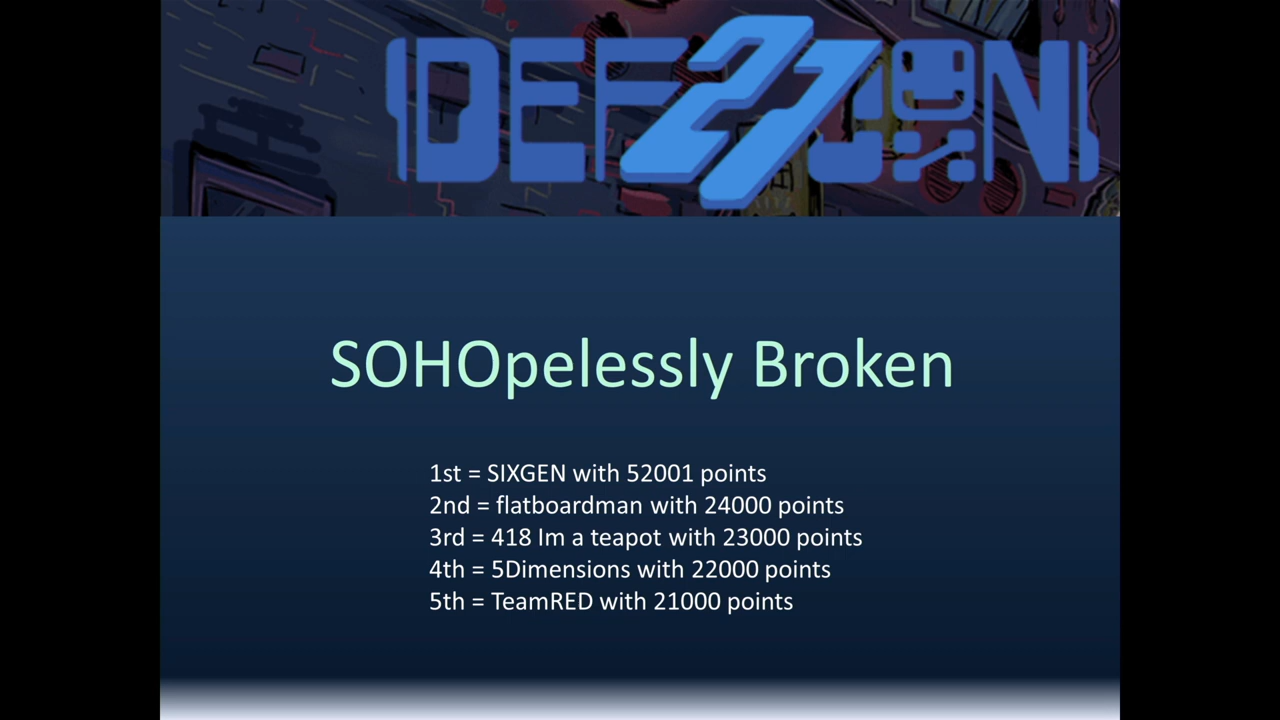 DEF 27 CON
SOHOpelessly Broken
1st = SIXGEN with 52001 points
2nd = flatboardman with 24000 points
3rd = 418 Im a teapot with 23000 points
4th = 5Dimensions with 22000 points
5th = TeamRED with 21000 points